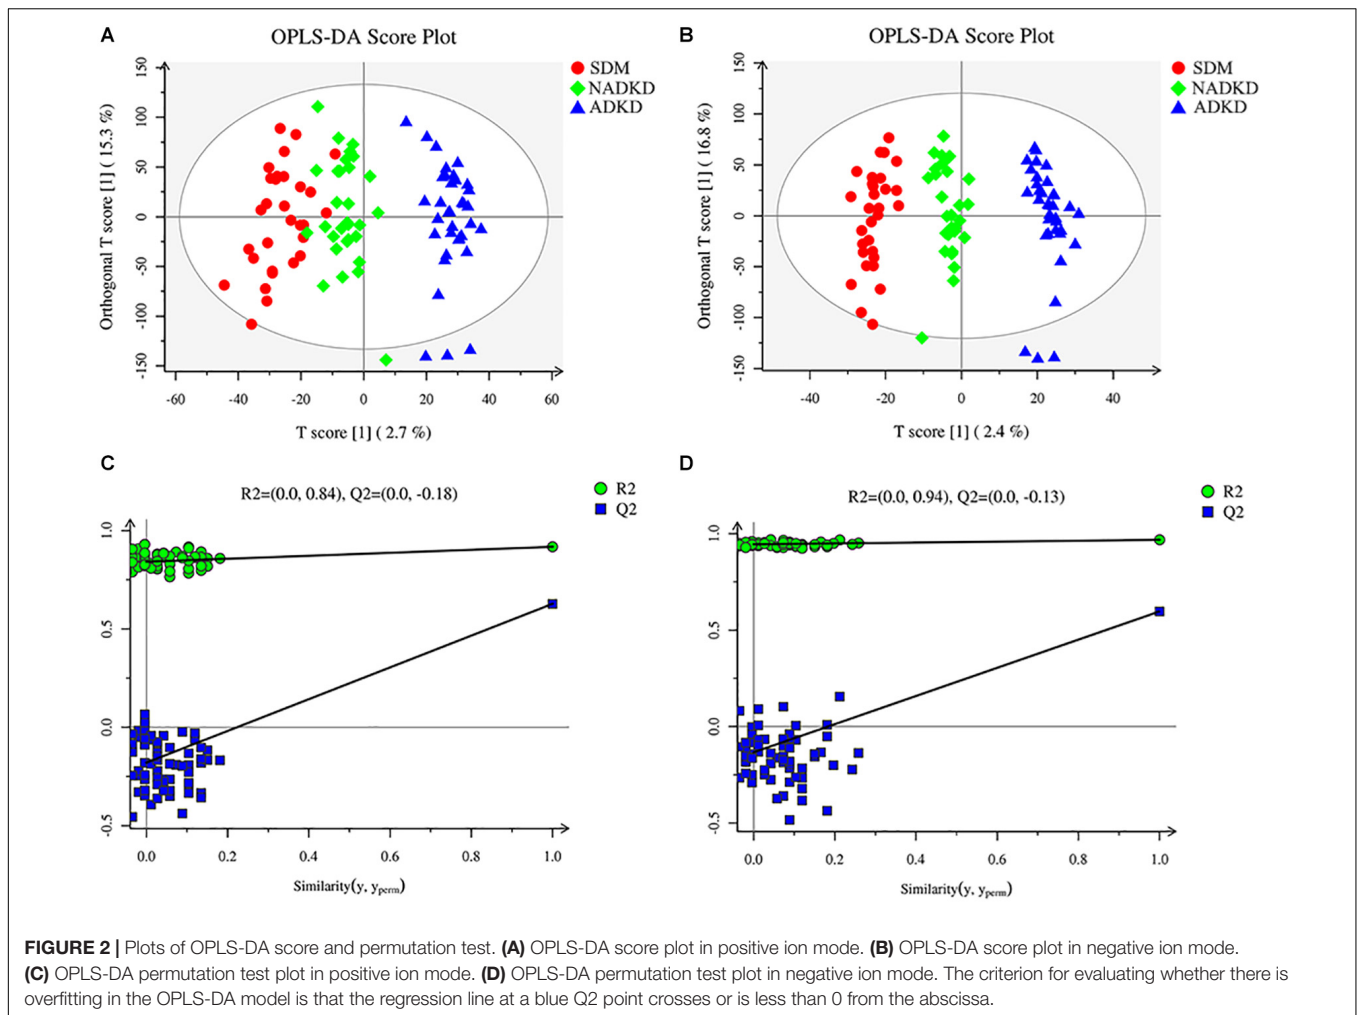 A
OPLS-DA Score Plot
SDM
NADKD
ADKD
Orthogonal T score [1] ( 15.3 %)
150
100
50
0
-50
-100
-150
-60 -40 -20 0 20 40 60
T score [1] ( 2.7 %)
B
OPLS-DA Score Plot
SDM
NADKD
ADKD
Orthogonal T score [1] ( 16.8 %)
150
100
50
0
-50
-100
-150
-40 -20 0 20 40
T score [1] ( 2.4 %)
C
R2=(0.0, 0.84), Q2=(0.0, -0.18)
R2
Q2
1.0
0.5
0.0
-0.5
0.0 0.2 0.4 0.6 0.8 1.0
Similarity(y, yperm)
D
R2=(0.0, 0.94), Q2=(0.0, -0.13)
R2
Q2
1.0
0.5
0.0
-0.5
0.0 0.2 0.4 0.6 0.8 1.0
Similarity(y, yperm)
FIGURE 2 | Plots of OPLS-DA score and permutation test. (A) OPLS-DA score plot in positive ion mode. (B) OPLS-DA score plot in negative ion mode.
(C) OPLS-DA permutation test plot in positive ion mode. (D) OPLS-DA permutation test plot in negative ion mode. The criterion for evaluating whether there is
overfitting in the OPLS-DA model is that the regression line at a blue Q2 point crosses or is less than 0 from the abscissa.